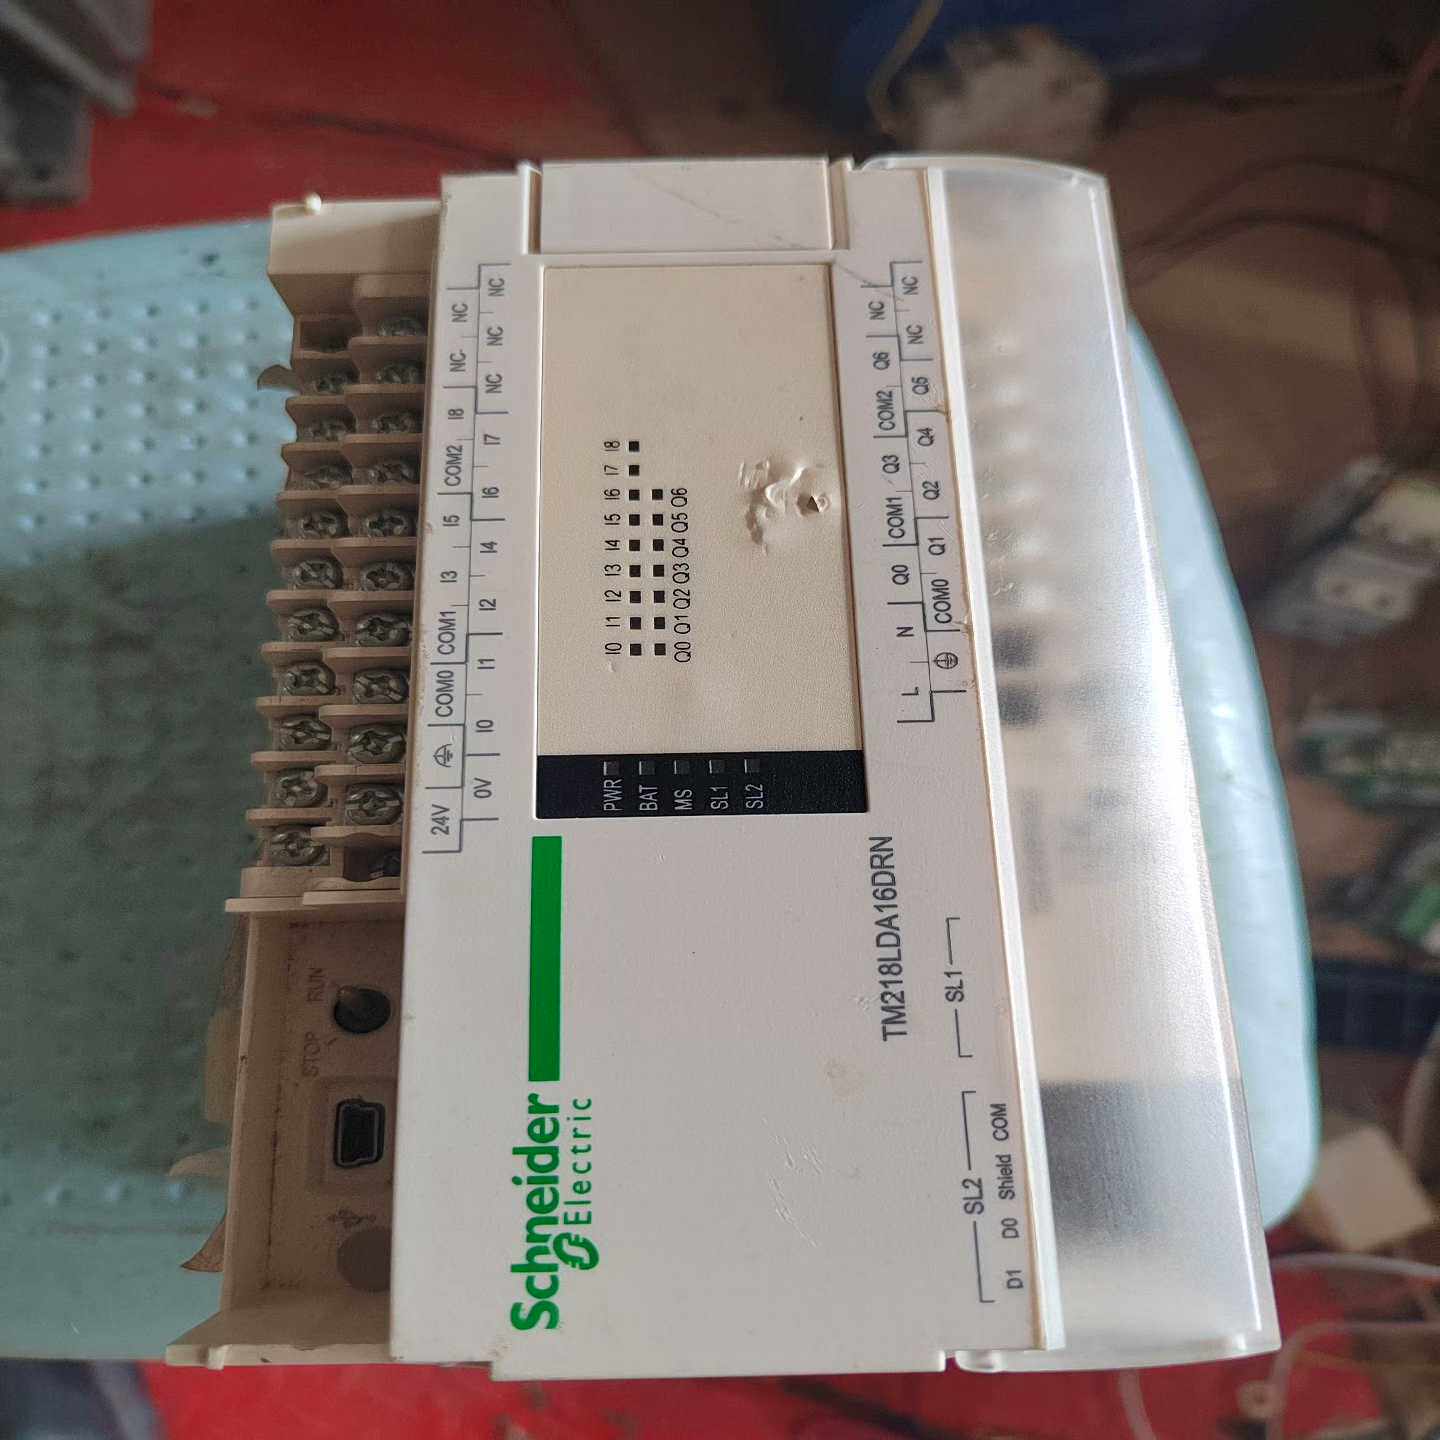 24V COM0 COM1 I3 I5 COM2 I8 NC NC
0V I0 I1 I2 I4 I6 I7 NC NC NC
RUN
STOP
I0 I1 I2 I3 I4 I5 I6 I7 I8
Q0 Q1 Q2 Q3 Q4 Q5 Q6
PWR
BAT
MS
SL1
SL2
L N Q0 COM1 Q3 COM2 Q6 NC
COM0 Q1 Q2 Q4 Q5 NC NC
Schneider
Electric
TM218LDA16DRN
SL2 SL1
D1 D0 Shield COM